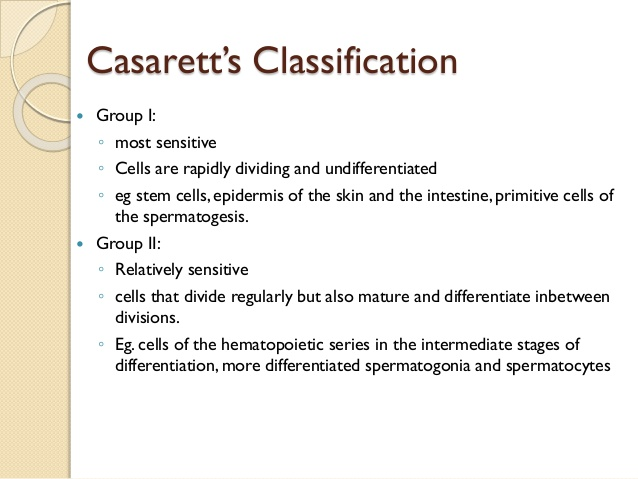 Casarett’s Classification
Group I:
most sensitive
Cells are rapidly dividing and undifferentiated
eg stem cells, epidermis of the skin and the intestine, primitive cells of
the spermatogesis.
Group II:
Relatively sensitive
cells that divide regularly but also mature and differentiate inbetween
divisions.
Eg. cells of the hematopoietic series in the intermediate stages of
differentiation, more differentiated spermatogonia and spermatocytes